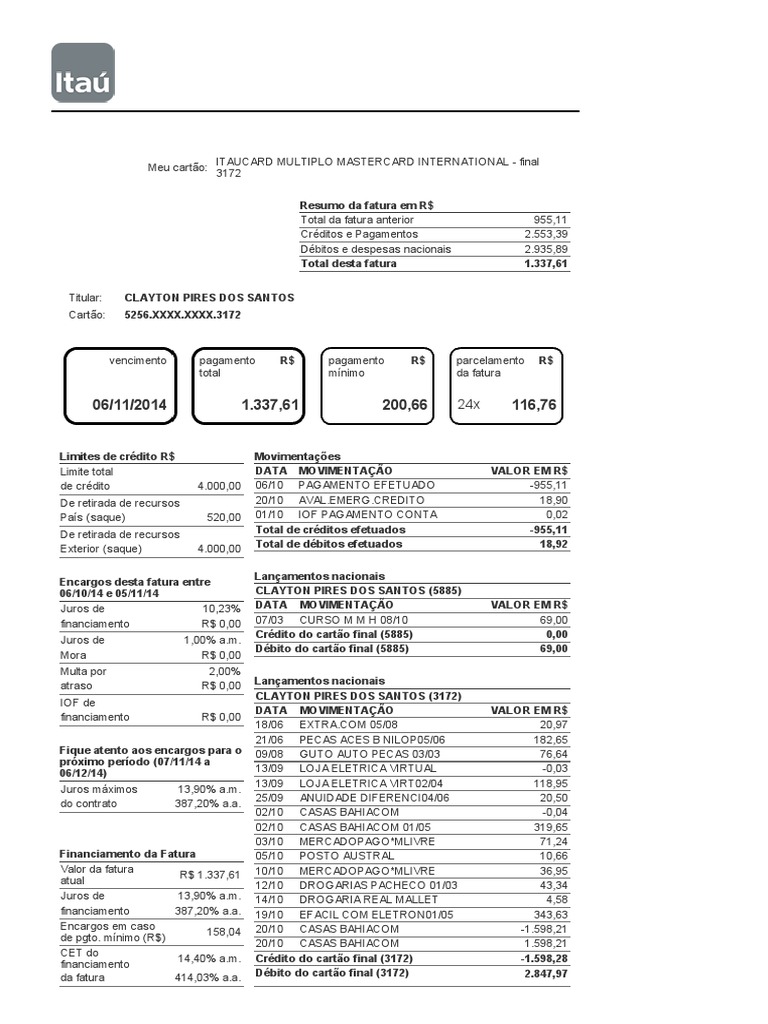 Itaú
Meu cartão: ITAUCARD MULTIPLO MASTERCARD INTERNATIONAL - final
3172
Resumo da fatura em R$
Total da fatura anterior 955,11
Créditos e Pagamentos 2.553,39
Débitos e despesas nacionais 2.935,89
Total desta fatura 1.337,61
Titular: CLAYTON PIRES DOS SANTOS
Cartão: 5256.XXXX.XXXX.3172
vencimento
06/11/2014
pagamento R$
total
1.337,61
pagamento R$
mínimo
200,66
parcelamento R$
da fatura
24x 116,76
Limites de crédito R$
Limite total
de crédito 4.000,00
De retirada de recursos
País (saque) 520,00
De retirada de recursos
Exterior (saque) 4.000,00
Encargos desta fatura entre
06/10/14 e 05/11/14
Juros de 10,23%
financiamento R$ 0,00
Juros de 1,00% a.m.
Mora R$ 0,00
Multa por 2,00%
atraso R$ 0,00
IOF de
financiamento R$ 0,00
Fique atento aos encargos para o
próximo período (07/11/14 a
06/12/14)
Juros máximos 13,90% a.m.
do contrato 387,20% a.a.
Financiamento da Fatura
Valor da fatura
atual R$ 1.337,61
Juros de 13,90% a.m.
financiamento 387,20% a.a.
Encargos em caso
de pgto. mínimo (R$) 158,04
CET do
financiamento 14,40% a.m.
da fatura 414,03% a.a.
Movimentações
DATA MOVIMENTAÇÃO VALOR EM R$
06/10 PAGAMENTO EFETUADO -955,11
20/10 AVAL.EMERG.CREDITO 18,90
01/10 IOF PAGAMENTO CONTA 0,02
Total de créditos efetuados -955,11
Total de débitos efetuados 18,92
Lançamentos nacionais
CLAYTON PIRES DOS SANTOS (5885)
DATA MOVIMENTAÇÃO VALOR EM R$
07/03 CURSO M M H 08/10 69,00
Crédito do cartão final (5885) 0,00
Débito do cartão final (5885) 69,00
Lançamentos nacionais
CLAYTON PIRES DOS SANTOS (3172)
DATA MOVIMENTAÇÃO VALOR EM R$
18/06 EXTRA.COM 05/08 20,97
21/06 PECAS ACES B NILOP05/06 182,65
09/08 GUTO AUTO PECAS 03/03 76,64
13/09 LOJA ELETRICA VIRTUAL -0,03
13/09 LOJA ELETRICA VIRT02/04 118,95
25/09 ANUIDADE DIFERENCI04/06 20,50
02/10 CASAS BAHIACOM -0,04
02/10 CASAS BAHIACOM 01/05 319,65
03/10 MERCADOPAGO*MLIVRE 71,24
05/10 POSTO AUSTRAL 10,66
10/10 MERCADOPAGO*MLIVRE 36,95
12/10 DROGARIAS PACHECO 01/03 43,34
14/10 DROGARIA REAL MALLET 4,58
19/10 EFACIL COM ELETRON01/05 343,63
20/10 CASAS BAHIACOM -1.598,21
20/10 CASAS BAHIACOM 1.598,21
Crédito do cartão final (3172) -1.598,28
Débito do cartão final (3172) 2.847,97